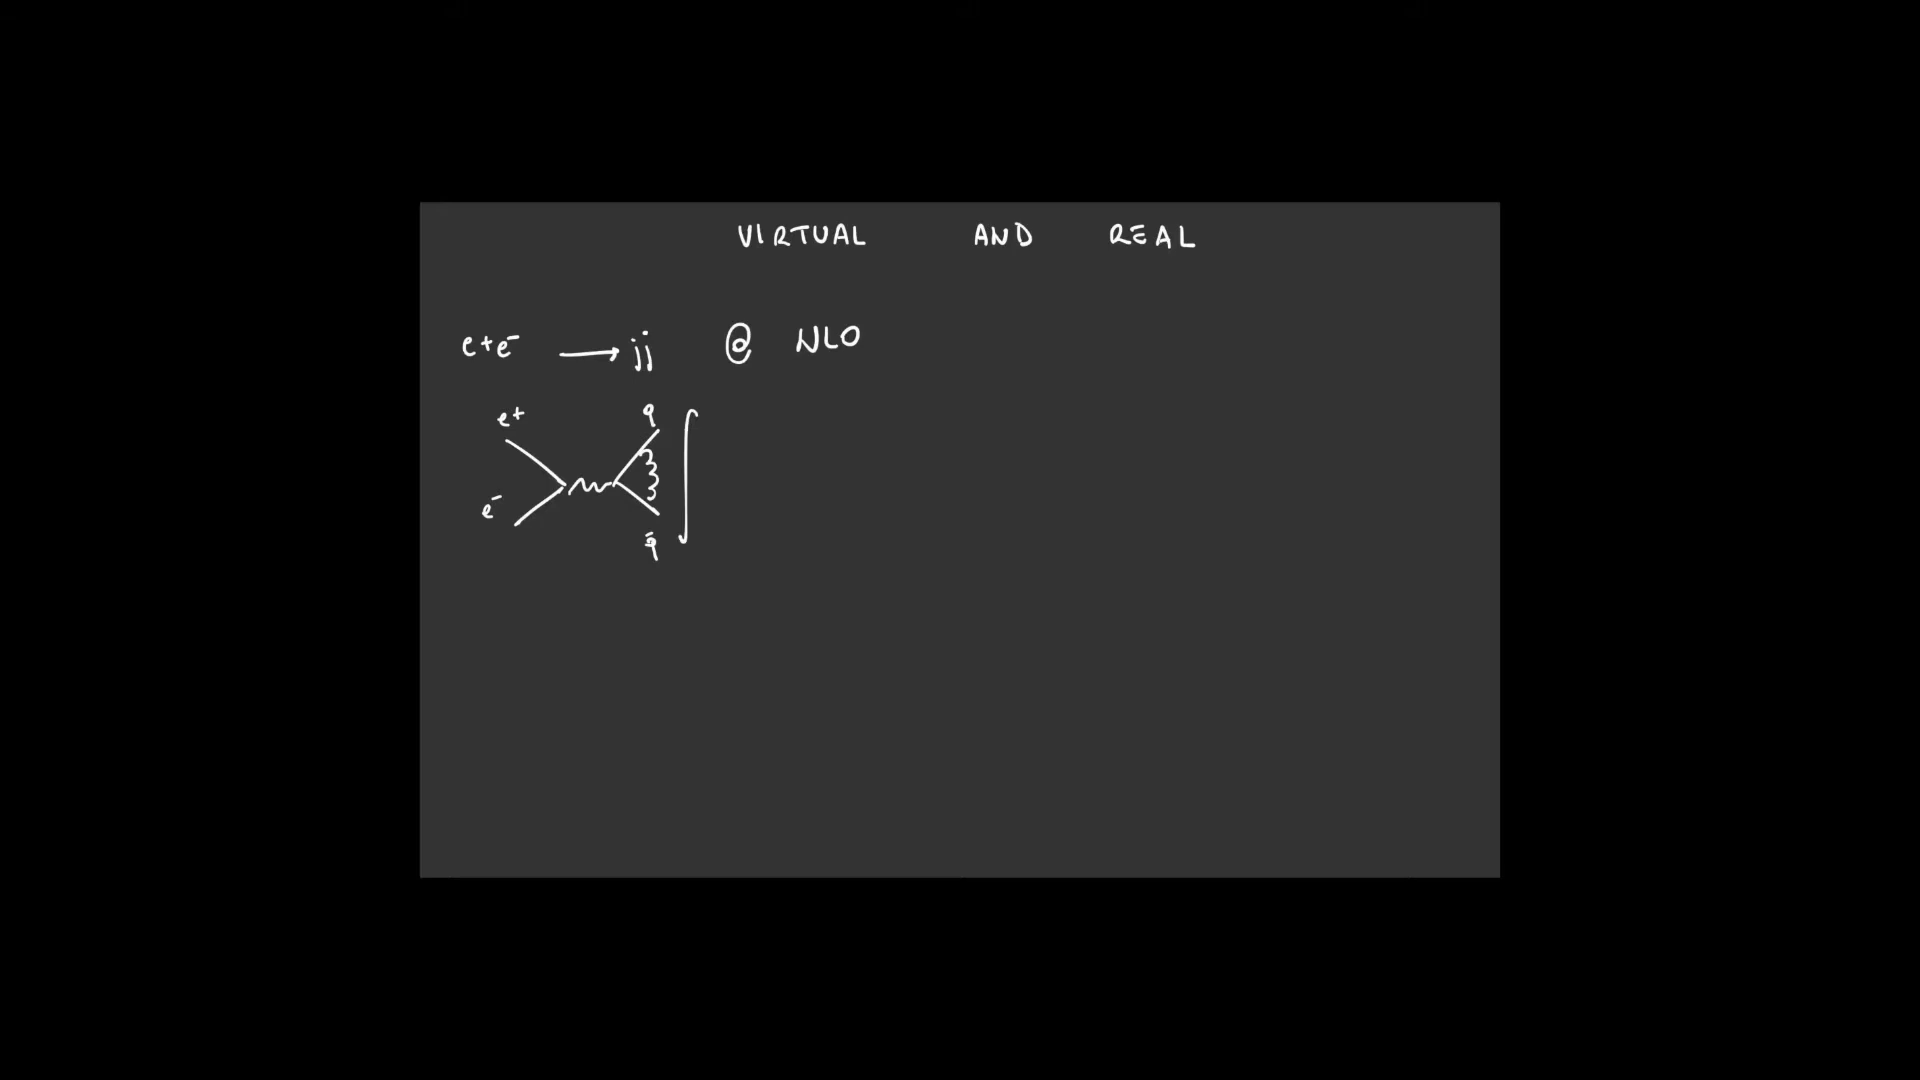 VIRTUAL AND REAL
e+e⁻ ⟶ jj @ NLO
e+ q
e⁻
q̄